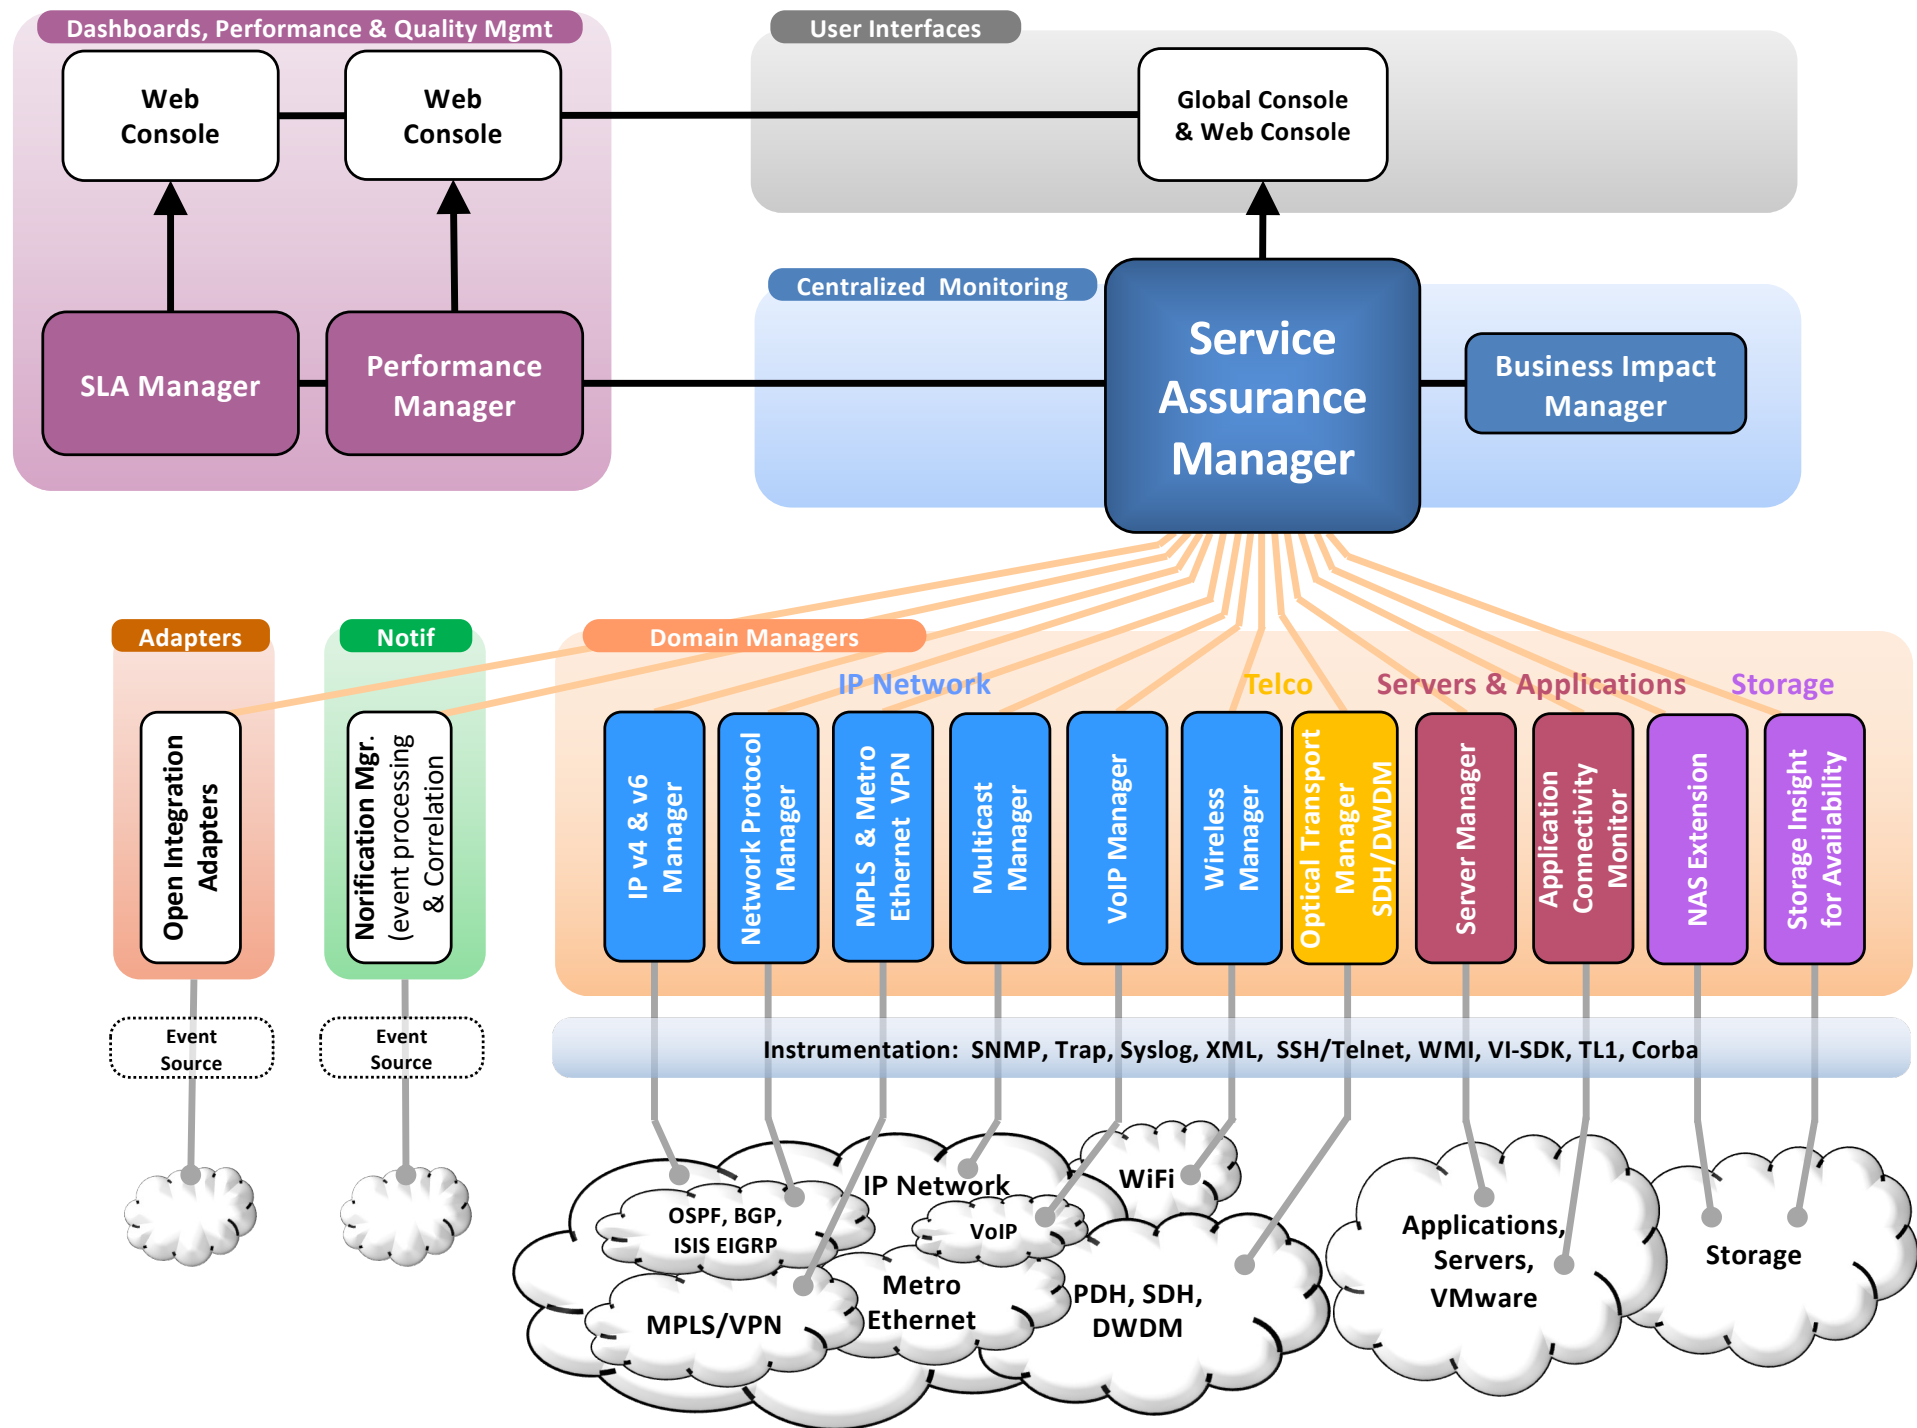 Dashboards, Performance & Quality Mgmt
User Interfaces
Web
Console
Web
Console
Global Console
& Web Console
Centralized  Monitoring
SLA Manager
Performance
Manager
Service
Assurance
Manager
Business Impact
Manager
Adapters
Notif
Domain Managers
IP Network
Telco
Servers & Applications
Storage
Open Integration
Adapters
Norification Mgr.
(event processing
& Correlation
IP v4 & v6
Manager
Network Protocol
Manager
MPLS & Metro
Ethernet VPN
Multicast
Manager
VoIP Manager
Wireless
Manager
Optical Transport
Manager
SDH/DWDM
Server Manager
Application
Connectivity
Monitor
NAS Extension
Storage Insight
for Availability
Event
Source
Event
Source
Instrumentation:  SNMP, Trap, Syslog, XML,  SSH/Telnet, WMI, VI-SDK, TL1, Corba
IP Network
WiFi
OSPF, BGP,
ISIS EIGRP
VoIP
Metro
Ethernet
MPLS/VPN
PDH, SDH,
DWDM
Applications,
Servers,
VMware
Storage